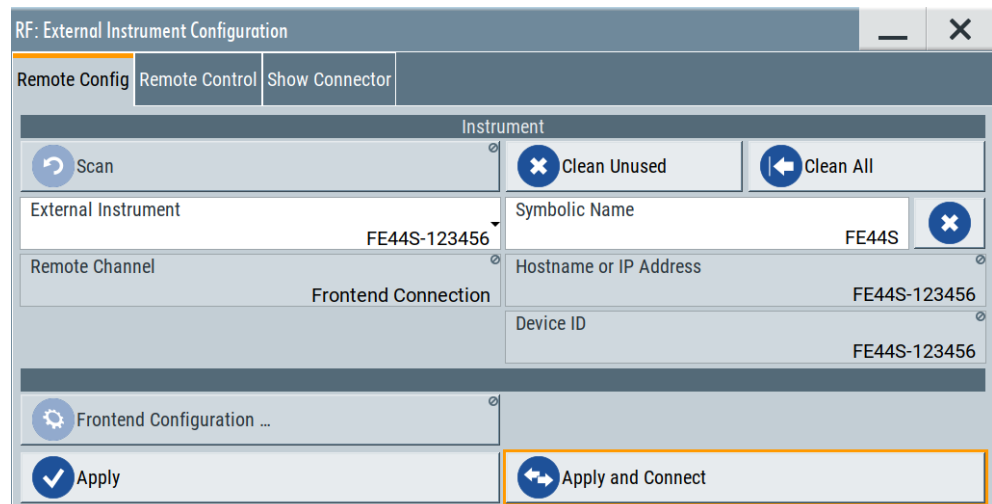 RF: External Instrument Configuration
Remote Config Remote Control Show Connector
Instrument
Scan
Clean Unused
Clean All
External Instrument
FE44S-123456
Symbolic Name
FE44S
Remote Channel
Frontend Connection
Hostname or IP Address
FE44S-123456
Device ID
FE44S-123456
Frontend Configuration ...
Apply
Apply and Connect